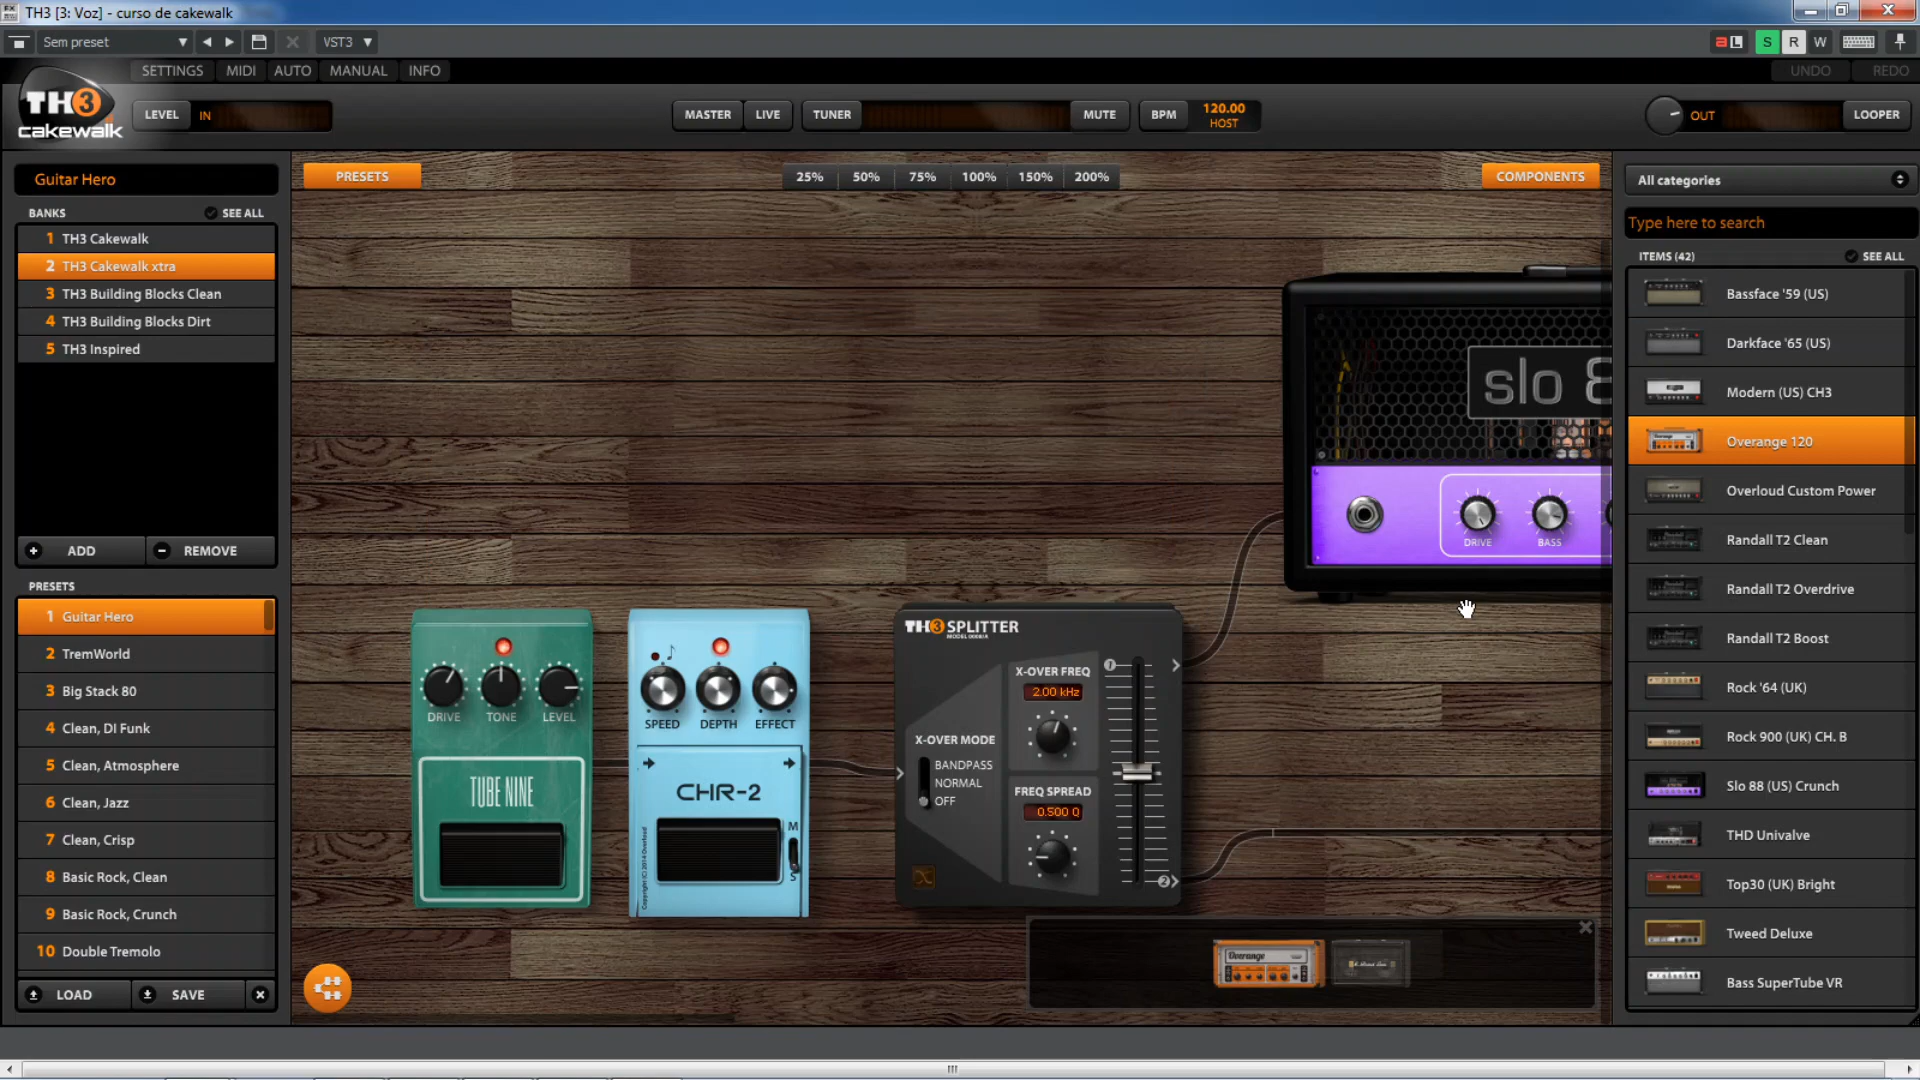 TH3 [3: Voz] - curso de cakewalk
Sem preset
VST3
S
R
W
SETTINGS
MIDI
AUTO
MANUAL
INFO
UNDO
REDO
TH3
cakewalk
LEVEL
IN
MASTER
LIVE
TUNER
MUTE
BPM
120.00
HOST
OUT
LOOPER
Guitar Hero
BANKS
SEE ALL
1 TH3 Cakewalk
2 TH3 Cakewalk xtra
3 TH3 Building Blocks Clean
4 TH3 Building Blocks Dirt
5 TH3 Inspired
ADD
REMOVE
PRESETS
1 Guitar Hero
2 TremWorld
3 Big Stack 80
4 Clean, DI Funk
5 Clean, Atmosphere
6 Clean, Jazz
7 Clean, Crisp
8 Basic Rock, Clean
9 Basic Rock, Crunch
10 Double Tremolo
LOAD
SAVE
PRESETS
25%
50%
75%
100%
150%
200%
COMPONENTS
slo 8
DRIVE
BASS
DRIVE
TONE
LEVEL
TUBE NINE
SPEED
DEPTH
EFFECT
CHR-2
M
S
TH3 SPLITTER
X-OVER FREQ
2.00 kHz
X-OVER MODE
BANDPASS
NORMAL
OFF
FREQ SPREAD
0.500 Q
1
2
Overange
All categories
Type here to search
ITEMS (42)
SEE ALL
Bassface '59 (US)
Darkface '65 (US)
Modern (US) CH3
Overange 120
Overloud Custom Power
Randall T2 Clean
Randall T2 Overdrive
Randall T2 Boost
Rock '64 (UK)
Rock 900 (UK) CH. B
Slo 88 (US) Crunch
THD Univalve
Top30 (UK) Bright
Tweed Deluxe
Bass SuperTube VR